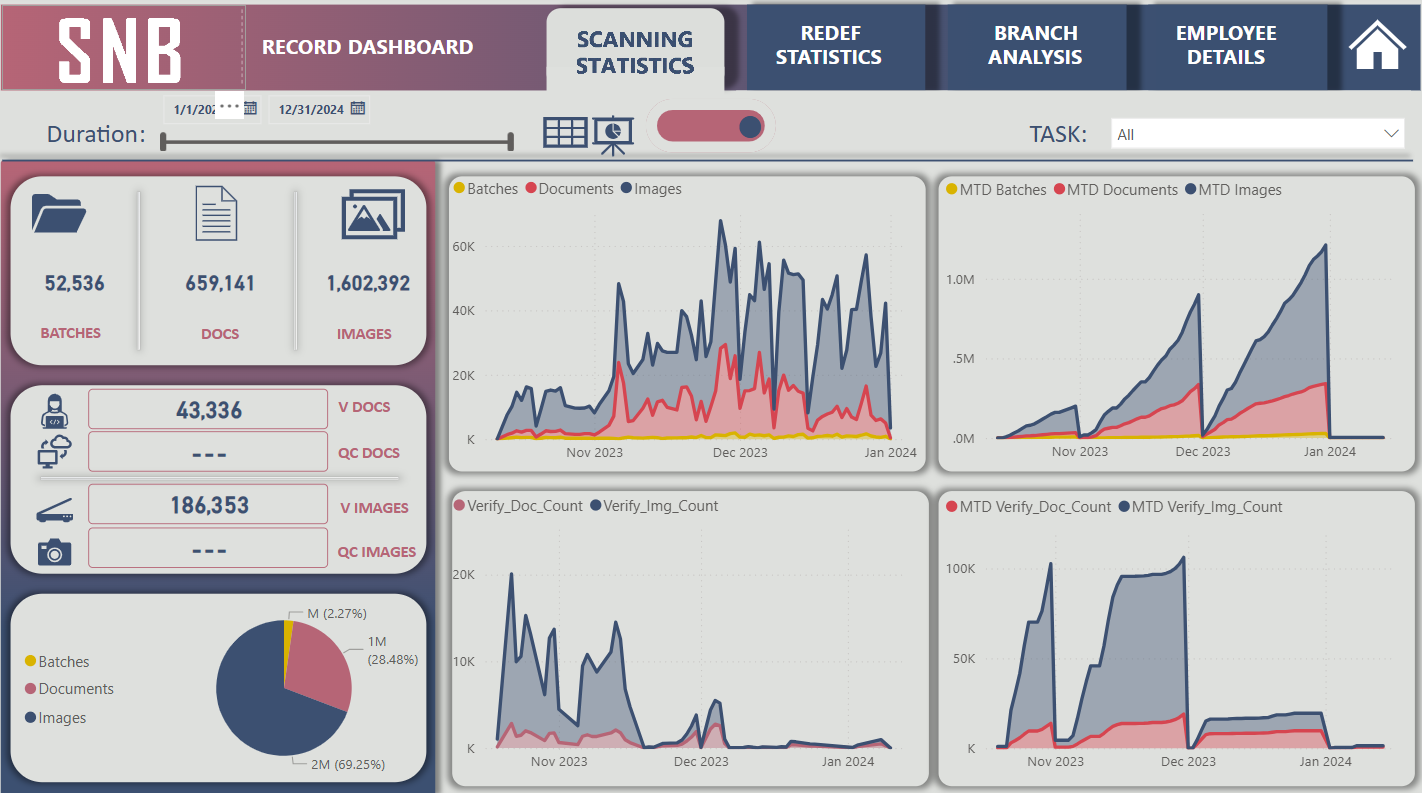 SNB
RECORD DASHBOARD
SCANNING
STATISTICS
REDEF
STATISTICS
BRANCH
ANALYSIS
EMPLOYEE
DETAILS
12/31/2024
Duration:
TASK:
All
52,536
659,141
1,602,392
BATCHES
DOCS
IMAGES
43,336
V DOCS
---
QC DOCS
186,353
V IMAGES
---
QC IMAGES
M (2.27%)
1M
(28.48%)
2M (69.25%)
Batches
Documents
Images
Batches Documents Images
60K
40K
20K
K
Nov 2023 Dec 2023 Jan 2024
MTD Batches MTD Documents MTD Images
1.0M
.5M
.0M
Nov 2023 Dec 2023 Jan 2024
Verify_Doc_Count Verify_Img_Count
20K
10K
K
Nov 2023 Dec 2023 Jan 2024
MTD Verify_Doc_Count MTD Verify_Img_Count
100K
50K
K
Nov 2023 Dec 2023 Jan 2024